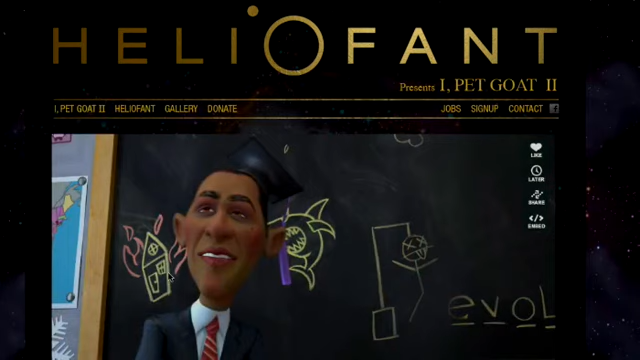 HELIOFANT
Presents I, PET GOAT II
I, PET GOAT II HELIOFANT GALLERY DONATE JOBS SIGNUP CONTACT f
LIKE
LATER
SHARE
EMBED
evoL